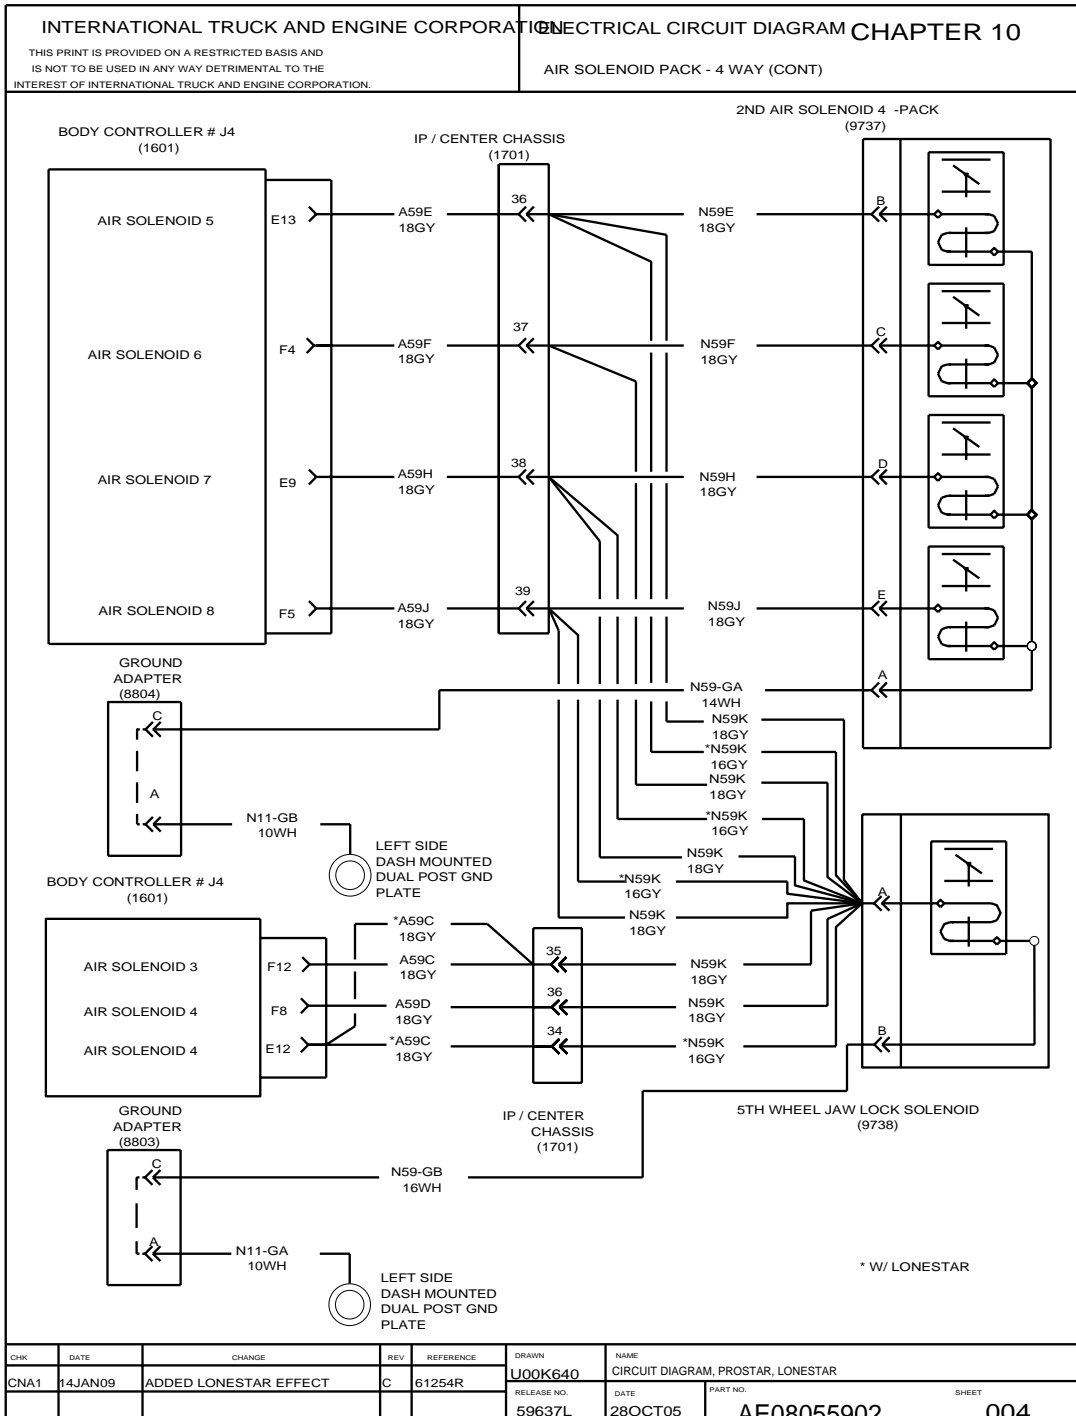 INTERNATIONAL TRUCK AND ENGINE CORPORATION
THIS PRINT IS PROVIDED ON A RESTRICTED BASIS AND
IS NOT TO BE USED IN ANY WAY DETRIMENTAL TO THE
INTEREST OF INTERNATIONAL TRUCK AND ENGINE CORPORATION.
ELECTRICAL CIRCUIT DIAGRAM CHAPTER 10
AIR SOLENOID PACK - 4 WAY (CONT)
2ND AIR SOLENOID 4 -PACK
(9737)
BODY CONTROLLER # J4
(1601)
IP / CENTER CHASSIS
(1701)
AIR SOLENOID 5
E13
A59E
18GY
36
N59E
18GY
B
AIR SOLENOID 6
F4
A59F
18GY
37
N59F
18GY
C
AIR SOLENOID 7
E9
A59H
18GY
38
N59H
18GY
D
AIR SOLENOID 8
F5
A59J
18GY
39
N59J
18GY
E
GROUND
ADAPTER
(8804)
C
N59-GA
14WH
A
N59K
18GY
*N59K
16GY
N59K
18GY
*N59K
16GY
N59K
18GY
*N59K
16GY
N59K
18GY
A
A
N11-GB
10WH
LEFT SIDE
DASH MOUNTED
DUAL POST GND
PLATE
BODY CONTROLLER # J4
(1601)
*A59C
18GY
AIR SOLENOID 3
F12
A59C
18GY
35
N59K
18GY
AIR SOLENOID 4
F8
A59D
18GY
36
N59K
18GY
AIR SOLENOID 4
E12
*A59C
18GY
34
*N59K
16GY
B
GROUND
ADAPTER
(8803)
IP / CENTER
CHASSIS
(1701)
5TH WHEEL JAW LOCK SOLENOID
(9738)
C
N59-GB
16WH
A
N11-GA
10WH
LEFT SIDE
DASH MOUNTED
DUAL POST GND
PLATE
* W/ LONESTAR
CHK DATE CHANGE REV REFERENCE
CNA1 14JAN09 ADDED LONESTAR EFFECT C 61254R
DRAWN
U00K640
NAME
CIRCUIT DIAGRAM, PROSTAR, LONESTAR
RELEASE NO.
59637L
DATE
28OCT05
PART NO.
AE08055902
SHEET
004